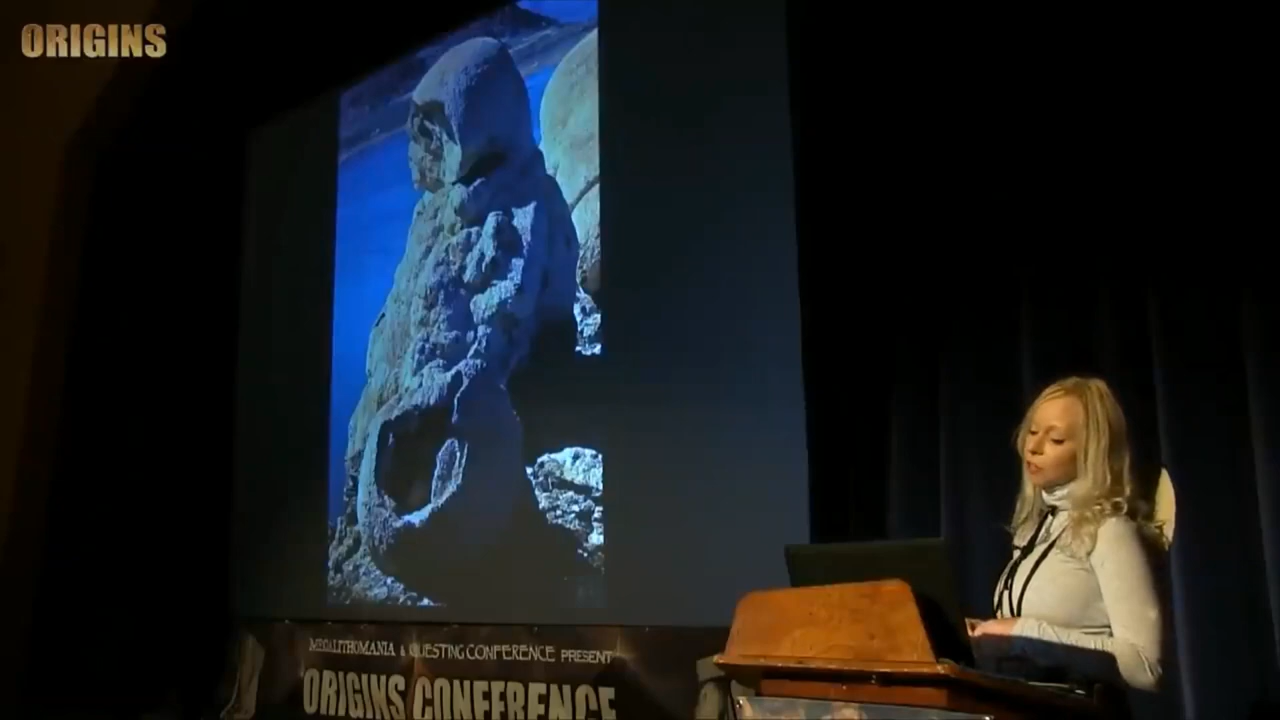 ORIGINS
MEGALITHOMANIA & QUESTING CONFERENCE PRESENT
ORIGINS CONFERENCE